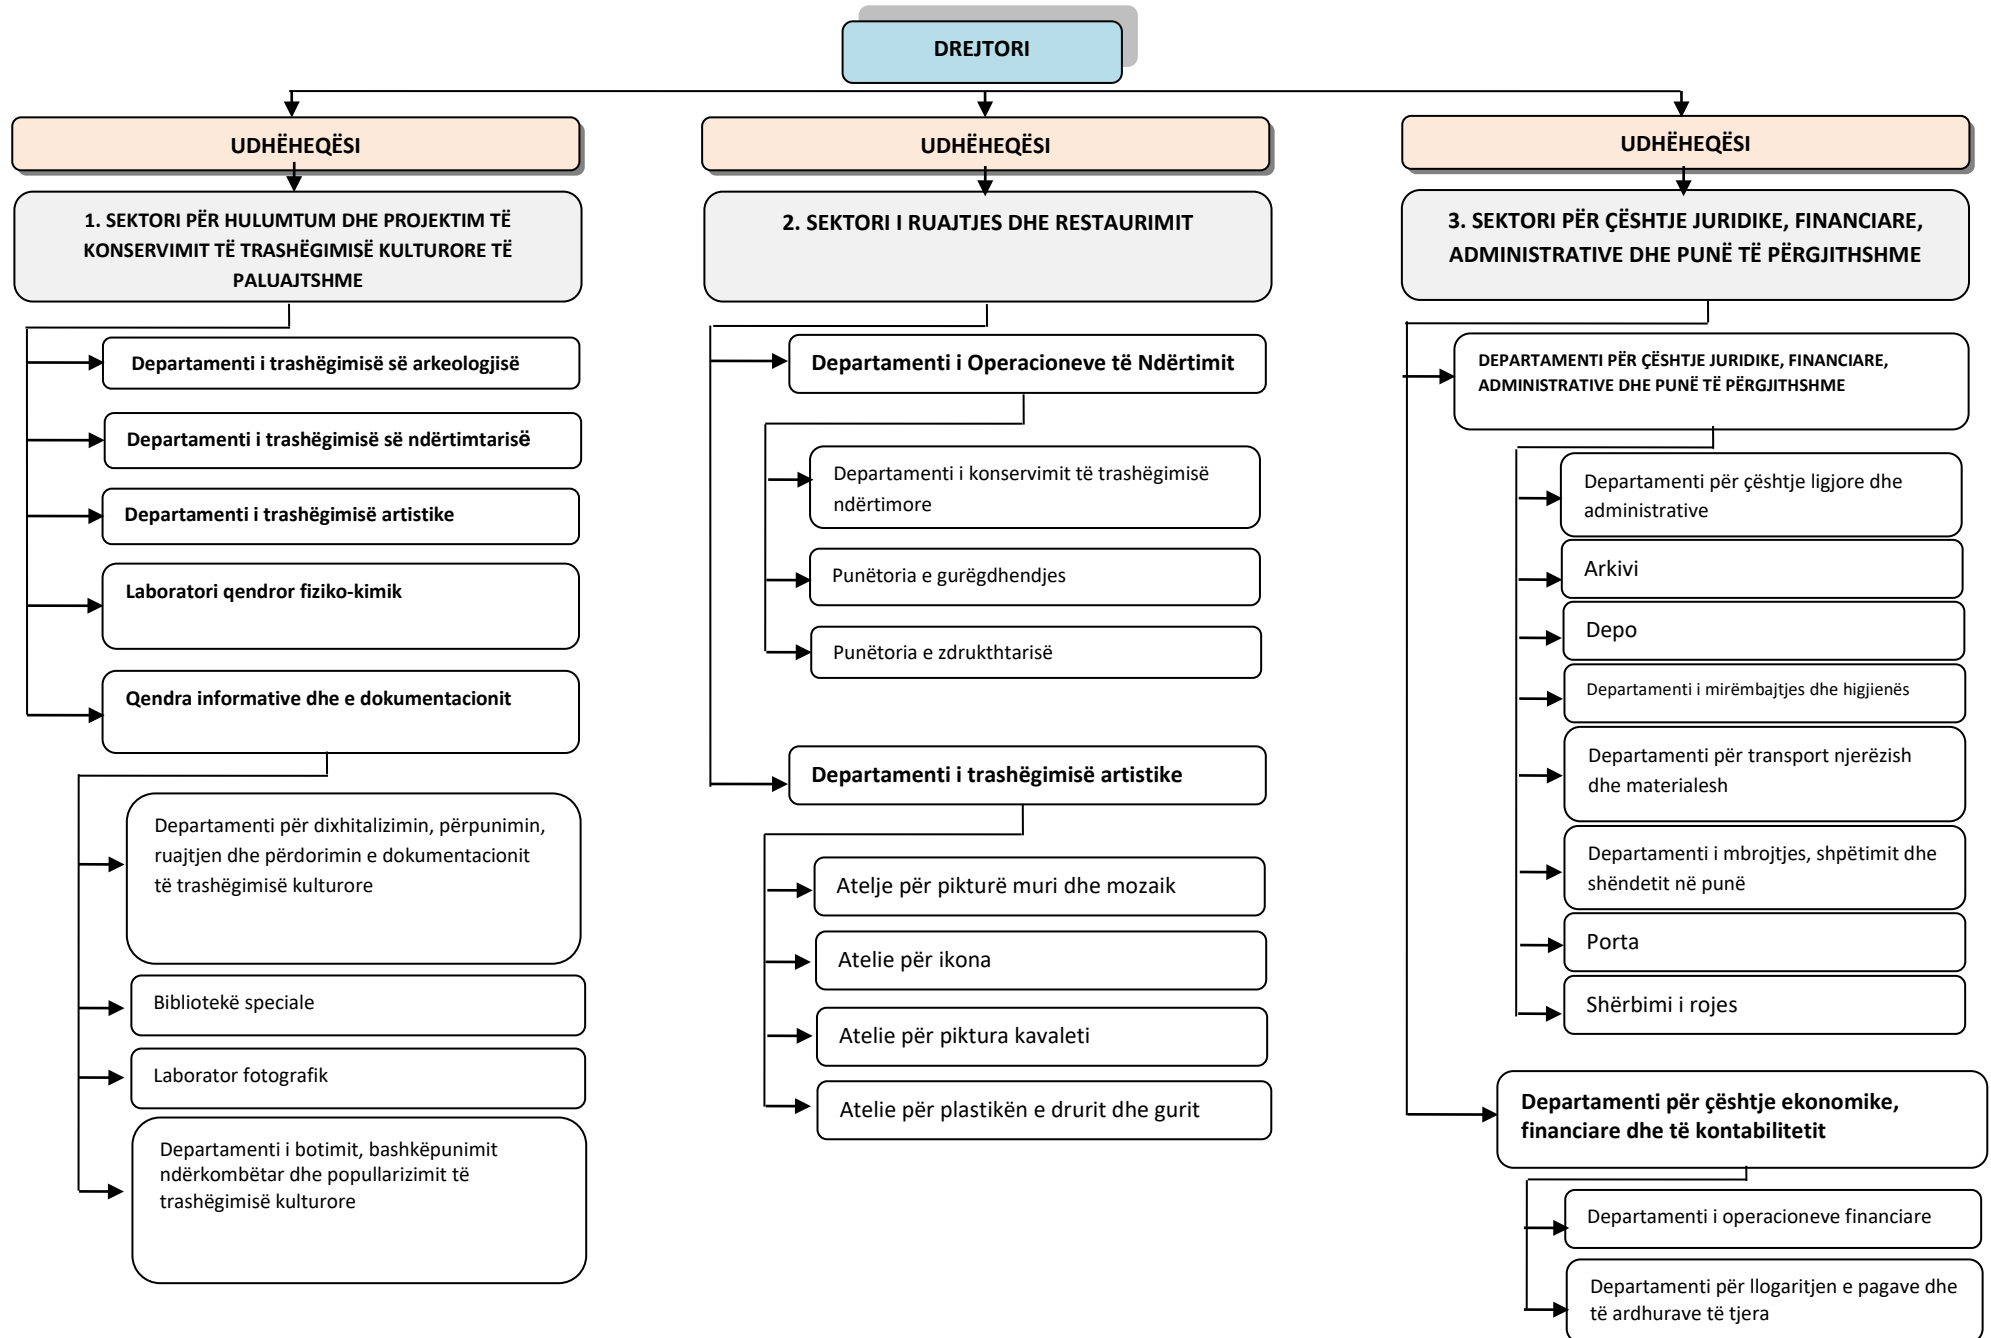 DREJTORI
UDHËHEQËSI
1. SEKTORI PËR HULUMTUM DHE PROJEKTIM TË
KONSERVIMIT TË TRASHËGIMISË KULTURORE TË
PALUAJTSHME
Departamenti i trashëgimisë së arkeologjisë
Departamenti i trashëgimisë së ndërtimtarisë
Departamenti i trashëgimisë artistike
Laboratori qendror fiziko-kimik
Qendra informative dhe e dokumentacionit
Departamenti për dixhitalizimin, përpunimin,
ruajtjen dhe përdorimin e dokumentacionit
të trashëgimisë kulturore
Bibliotekë speciale
Laborator fotografik
Departamenti i botimit, bashkëpunimit
ndërkombëtar dhe popullarizimit të
trashëgimisë kulturore
UDHËHEQËSI
2. SEKTORI I RUAJTJES DHE RESTAURIMIT
Departamenti i Operacioneve të Ndërtimit
Departamenti i konservimit të trashëgimisë
ndërtimore
Punëtoria e gurëgdhendjes
Punëtoria e zdrukthtarisë
Departamenti i trashëgimisë artistike
Atelje për pikturë muri dhe mozaik
Atelie për ikona
Atelie për piktura kavaleti
Atelie për plastikën e drurit dhe gurit
UDHËHEQËSI
3. SEKTORI PËR ÇËSHTJE JURIDIKE, FINANCIARE,
ADMINISTRATIVE DHE PUNË TË PËRGJITHSHME
DEPARTAMENTI PËR ÇËSHTJE JURIDIKE, FINANCIARE,
ADMINISTRATIVE DHE PUNË TË PËRGJITHSHME
Departamenti për çështje ligjore dhe
administrative
Arkivi
Depo
Departamenti i mirëmbajtjes dhe higjienës
Departamenti për transport njerëzish
dhe materialesh
Departamenti i mbrojtjes, shpëtimit dhe
shëndetit në punë
Porta
Shërbimi i rojes
Departamenti për çështje ekonomike,
financiare dhe të kontabilitetit
Departamenti i operacioneve financiare
Departamenti për llogaritjen e pagave dhe
të ardhurave të tjera